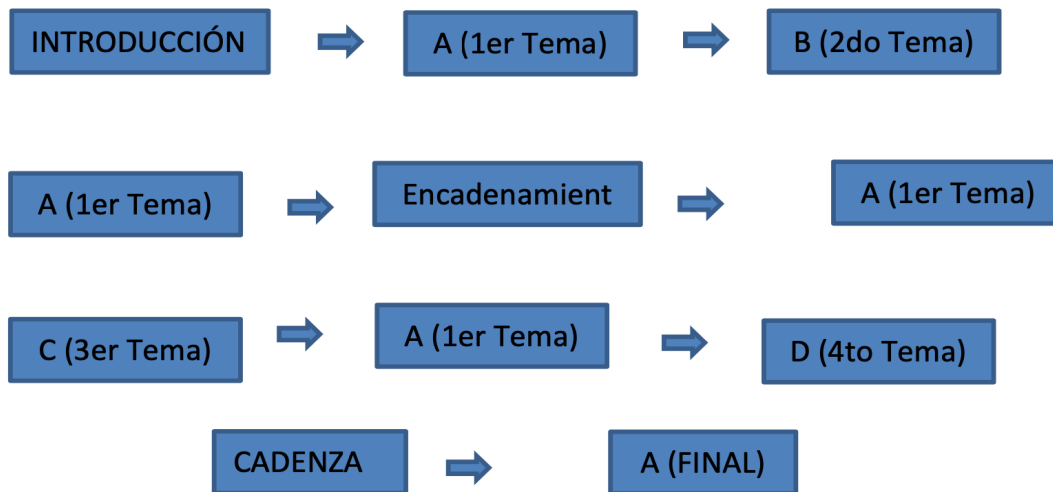 INTRODUCCIÓN
A (1er Tema)
B (2do Tema)
A (1er Tema)
Encadenamient
A (1er Tema)
C (3er Tema)
A (1er Tema)
D (4to Tema)
CADENZA
A (FINAL)